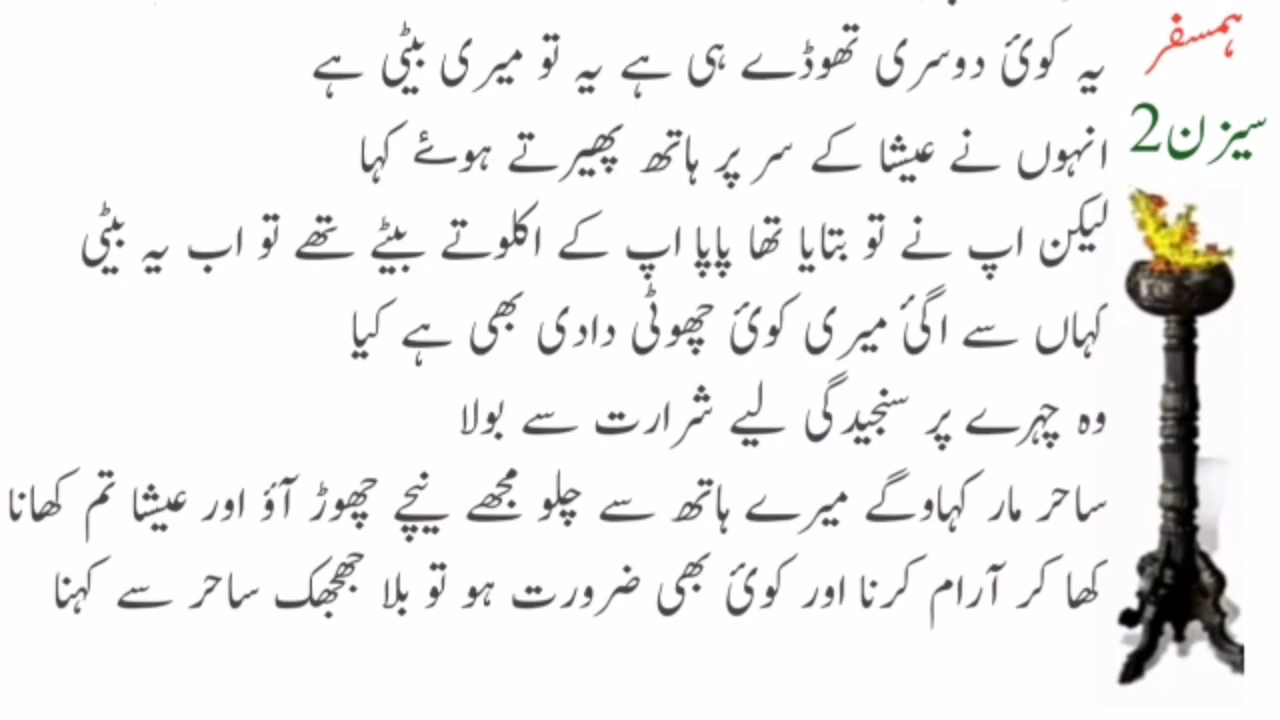 ہمسفر
سیزن 2
یہ کوئ دوسری تھوڈے ہی ہے یہ تو میری بیٹی ہے
انہوں نے عیشا کے سر پر ہاتھ پھیرتے ہوئے کہا
لیکن اپ نے تو بتایا تھا پاپا اپ کے اکلوتے بیٹے تھے تو اب یہ بیٹی
کہاں سے اگئ میری کوئ چھوٹی دادی بھی ہے کیا
وہ چہرے پر سنجیدگی لیے شرارت سے بولا
ساحر مار کہاوگے میرے ہاتھ سے چلو مجھے نیچے چھوڑ آؤ اور عیشا تم کھانا
کھا کر آرام کرنا اور کوئ بھی ضرورت ہو تو بلا جھجھک ساحر سے کہنا